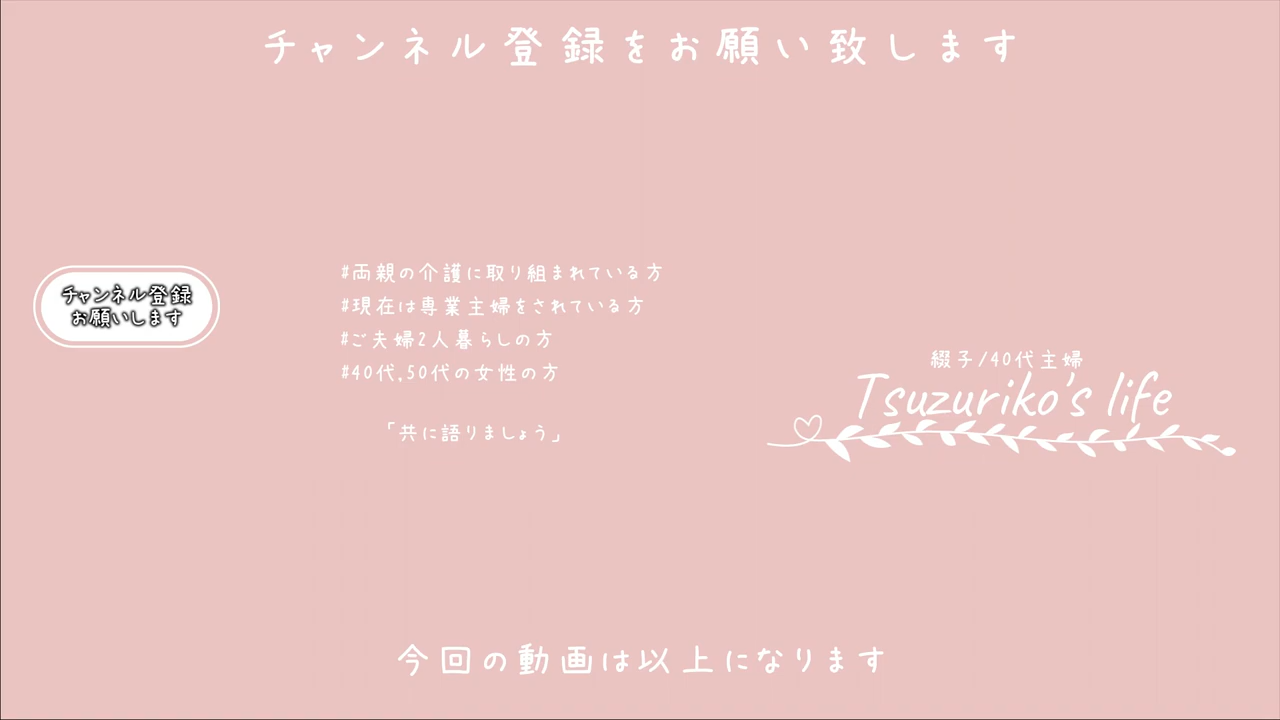 チャンネル登録をお願い致します
チャンネル登録
お願いします
#両親の介護に取り組まれている方
#現在は専業主婦をされている方
#ご夫婦2人暮らしの方
#40代,50代の女性の方
「共に語りましょう」
綴子/40代主婦
Tsuzuriko's life
今回の動画は以上になります